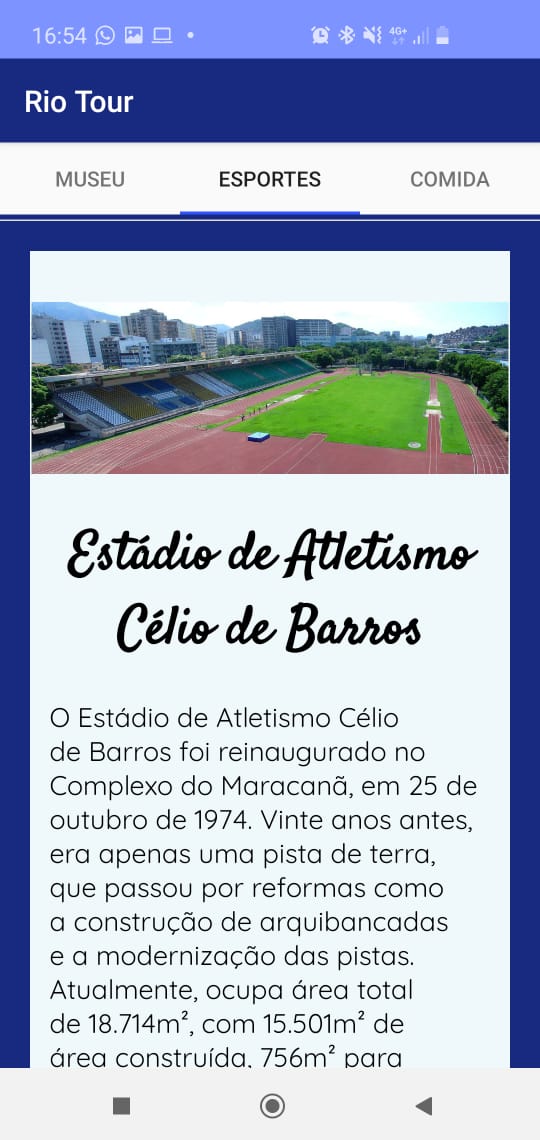 16:54
4G+
Rio Tour
MUSEU ESPORTES COMIDA
Estádio de Atletismo
Célio de Barros
O Estádio de Atletismo Célio
de Barros foi reinaugurado no
Complexo do Maracanã, em 25 de
outubro de 1974. Vinte anos antes,
era apenas uma pista de terra,
que passou por reformas como
a construção de arquibancadas
e a modernização das pistas.
Atualmente, ocupa área total
de 18.714m², com 15.501m² de
área construída, 756m² para